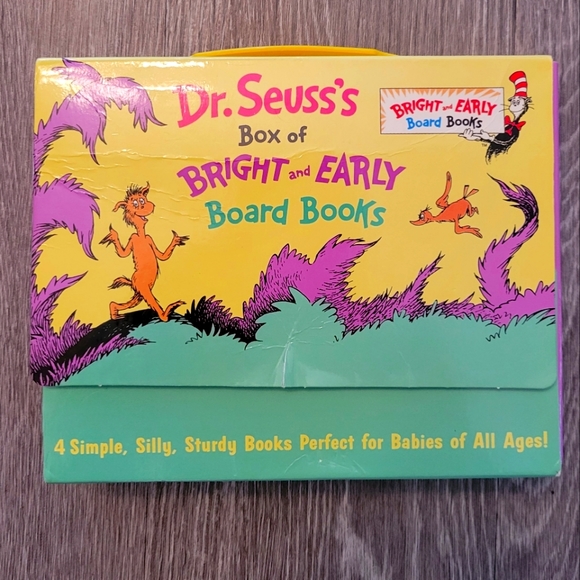 Dr. Seuss's
Box of
BRIGHT and EARLY
Board Books
BRIGHT and EARLY
Board Books
4 Simple, Silly, Sturdy Books Perfect for Babies of All Ages!